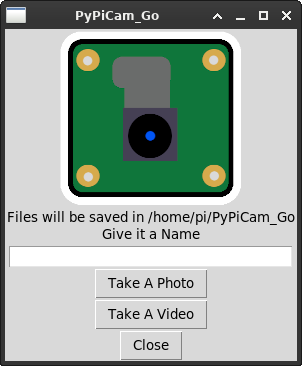 PyPiCam_Go
Files will be saved in /home/pi/PyPiCam_Go
Give it a Name
Take A Photo
Take A Video
Close